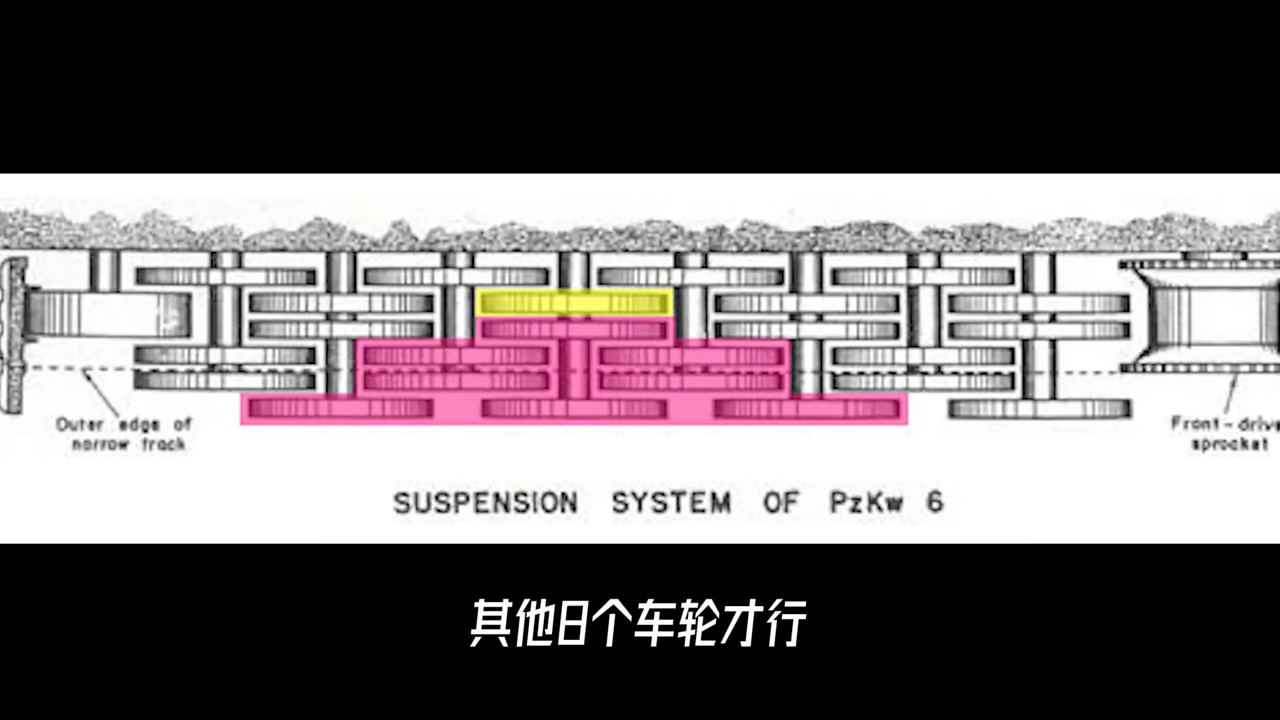 Outer edge of
narrow track
Front-drive
sprocket
SUSPENSION SYSTEM OF PzKw 6
其他8个车轮才行